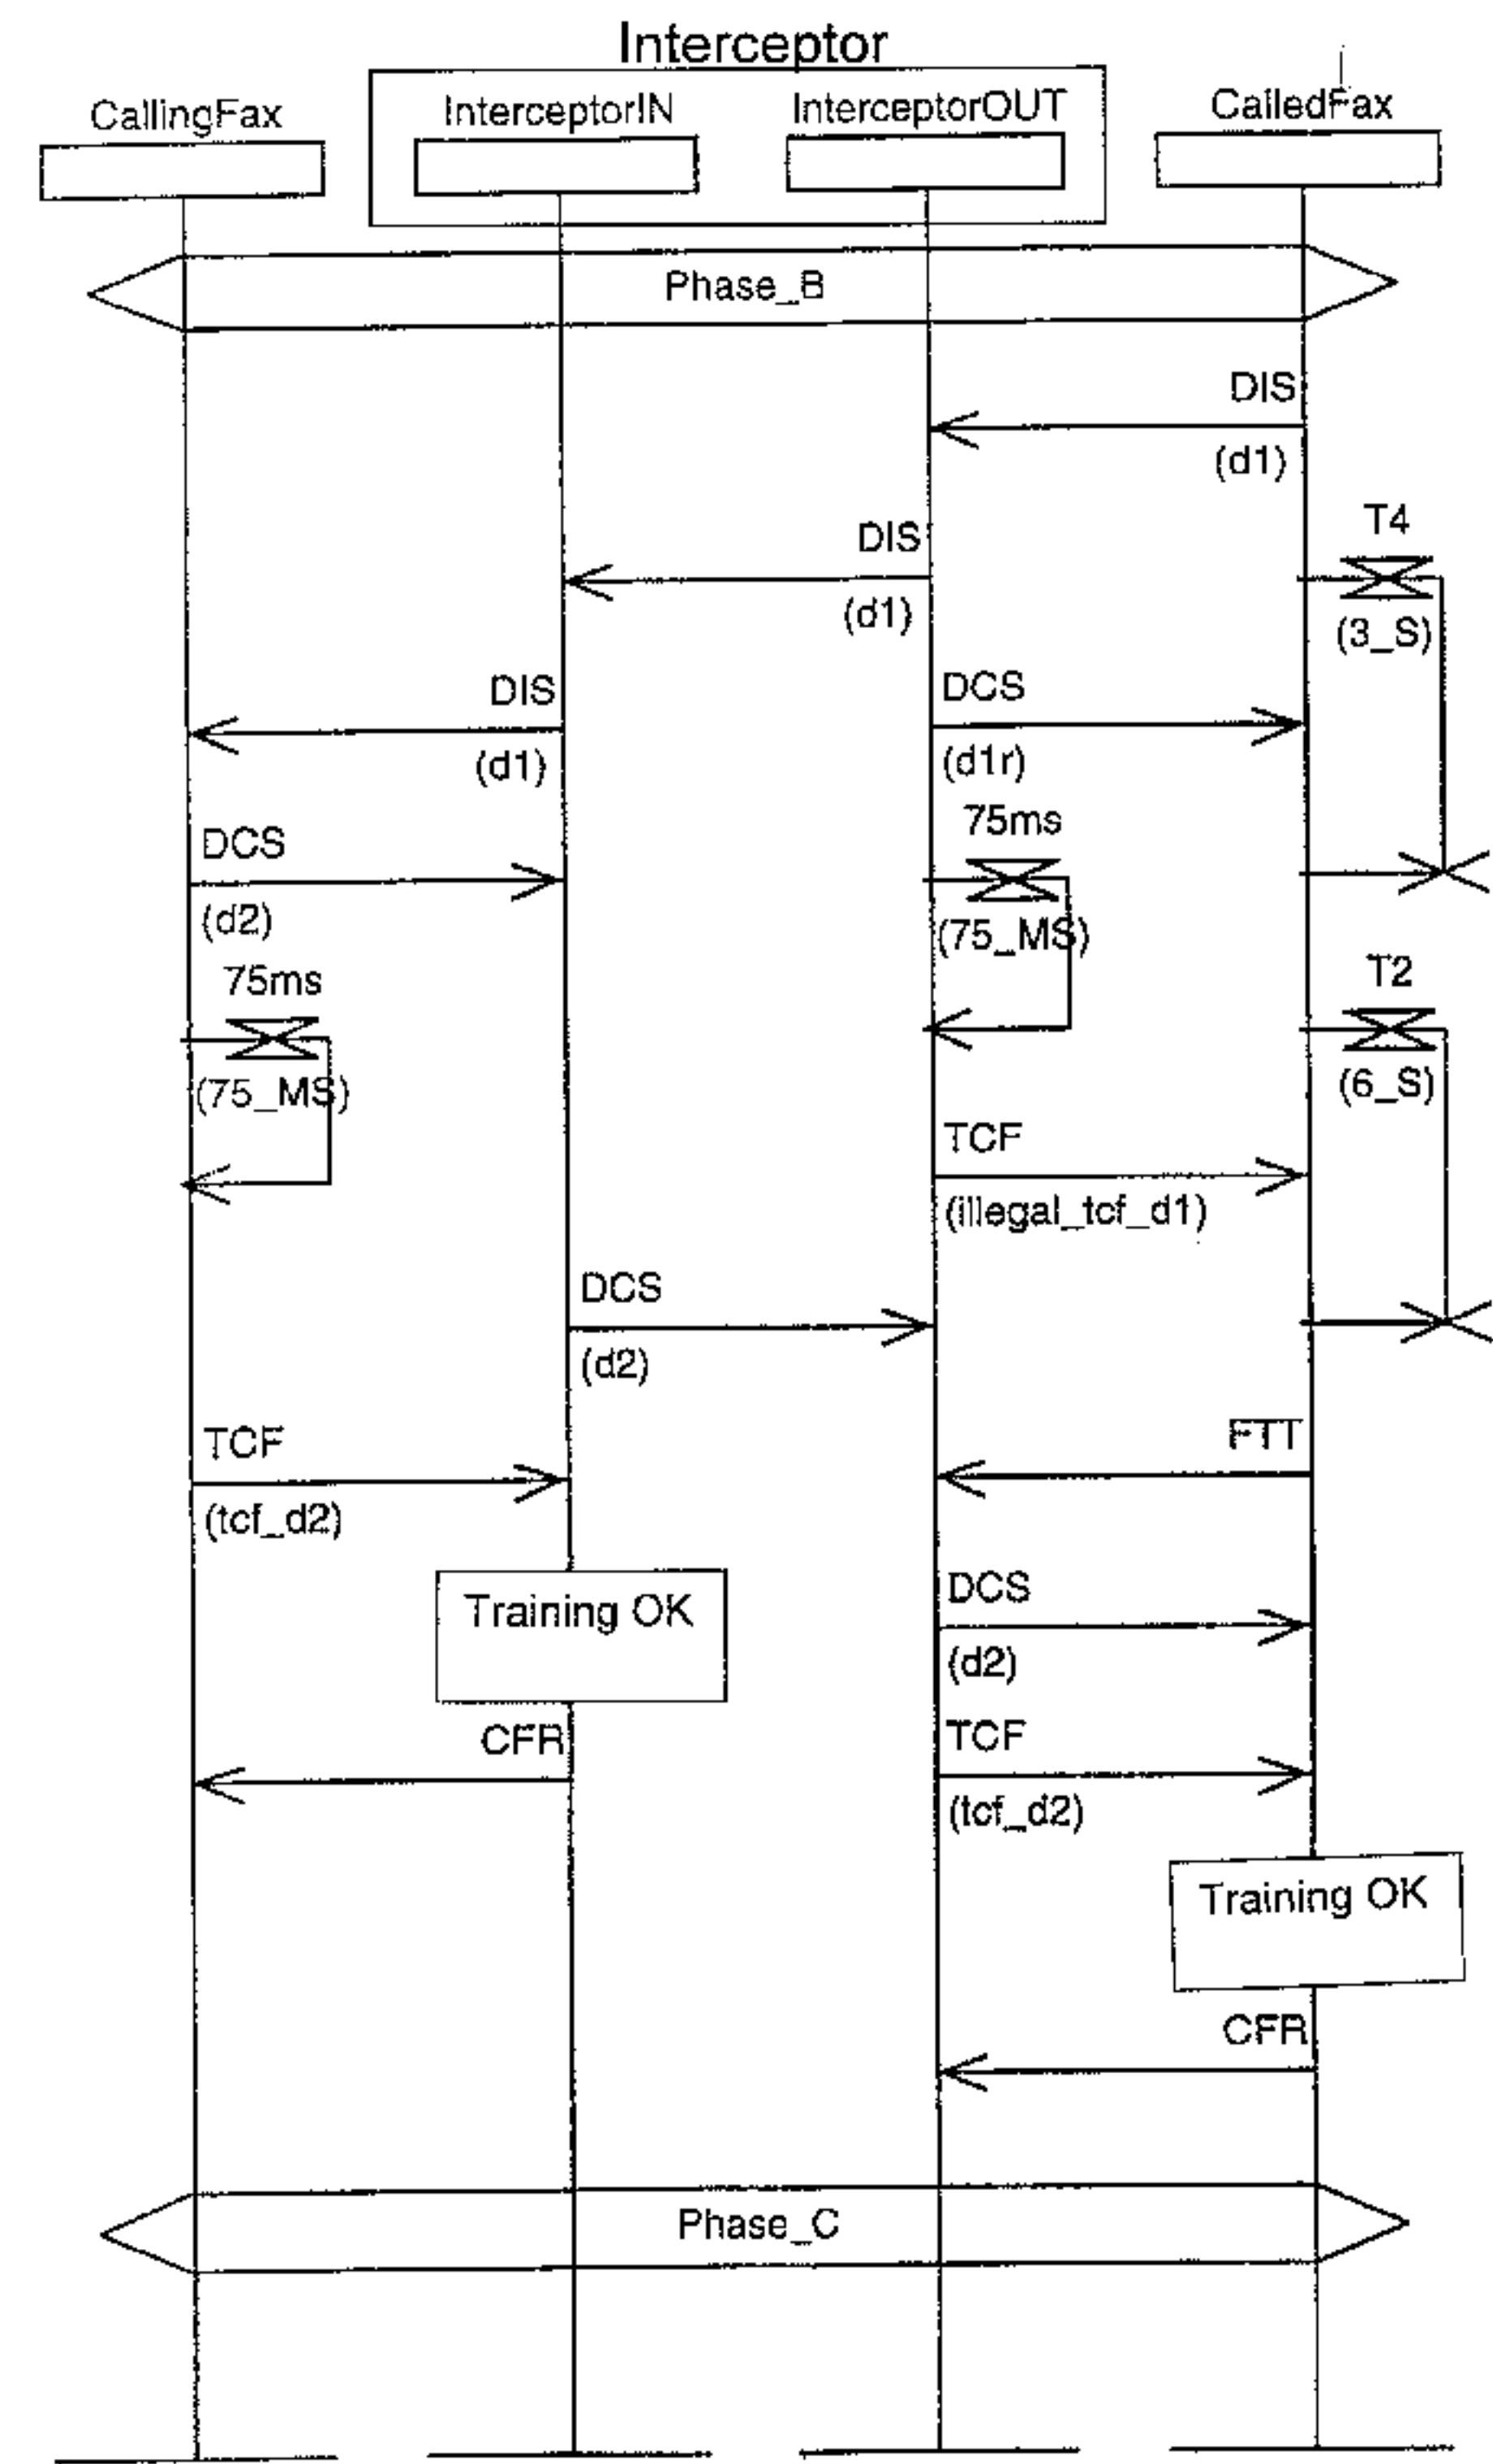 Interceptor
CallingFax
InterceptorIN
InterceptorOUT
CalledFax
Phase_B
DIS
(d1)
T4
DIS
(d1)
(3_S)
DIS
(d1)
DCS
(d1r)
75ms
DCS
(d2)
(75_MS)
75ms
T2
(75_MS)
(6_S)
TCF
(illegal_tcf_d1)
DCS
(d2)
TCF
(tcf_d2)
FTT
Training OK
DCS
(d2)
CFR
TCF
(tcf_d2)
Training OK
CFR
Phase_C